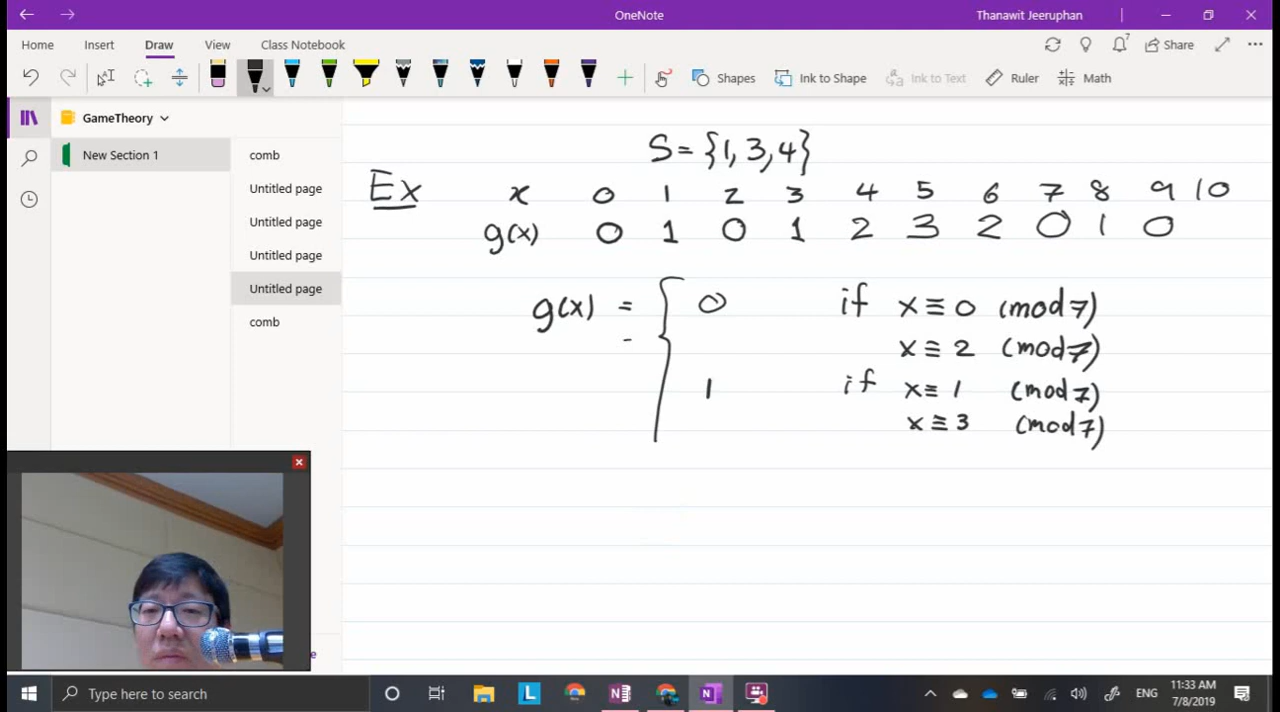 OneNote
Thanawit Jeeruphan
Home Insert Draw View Class Notebook
Share
Shapes Ink to Shape Ink to Text Ruler Math
GameTheory
New Section 1
comb
Untitled page
Untitled page
Untitled page
Untitled page
comb
S = {1, 3, 4}
Ex x 0 1 2 3 4 5 6 7 8 9 10
g(x) 0 1 0 1 2 3 2 0 1 0
g(x) = { 0 if x ≡ 0 (mod 7)
x ≡ 2 (mod 7)
1 if x ≡ 1 (mod 7)
x ≡ 3 (mod 7)
Type here to search
ENG
11:33 AM
7/8/2019